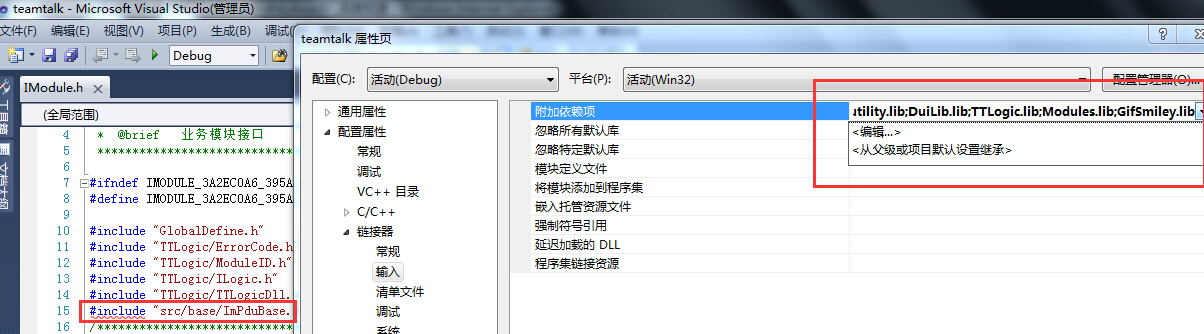 teamtalk - Microsoft Visual Studio(管理员)
文件(F) 编辑(E) 视图(V) 项目(P) 生成(B) 调试
Debug
IModule.h
(全局范围)
工具箱
文档大纲
4 * @brief 业务模块接口
5 ****************************
6
7 #ifndef IMODULE_3A2EC0A6_395A
8 #define IMODULE_3A2EC0A6_395A
9
10 #include "GlobalDefine.h"
11 #include "TTLogic/ErrorCode.h
12 #include "TTLogic/ModuleID.h"
13 #include "TTLogic/ILogic.h"
14 #include "TTLogic/TTLogicDll.
15 #include "src/base/ImPduBase.
16 /****************************
teamtalk 属性页
配置(C): 活动(Debug) 平台(P): 活动(Win32) 配置管理器(O)...
通用属性
配置属性
常规
调试
VC++ 目录
C/C++
链接器
常规
输入
清单文件
调试
系统
附加依赖项 utility.lib;DuiLib.lib;TTLogic.lib;Modules.lib;GifSmiley.lib
忽略所有默认库 <编辑...>
忽略特定默认库 <从父级或项目默认设置继承>
模块定义文件
将模块添加到程序集
嵌入托管资源文件
强制符号引用
延迟加载的 DLL
程序集链接资源